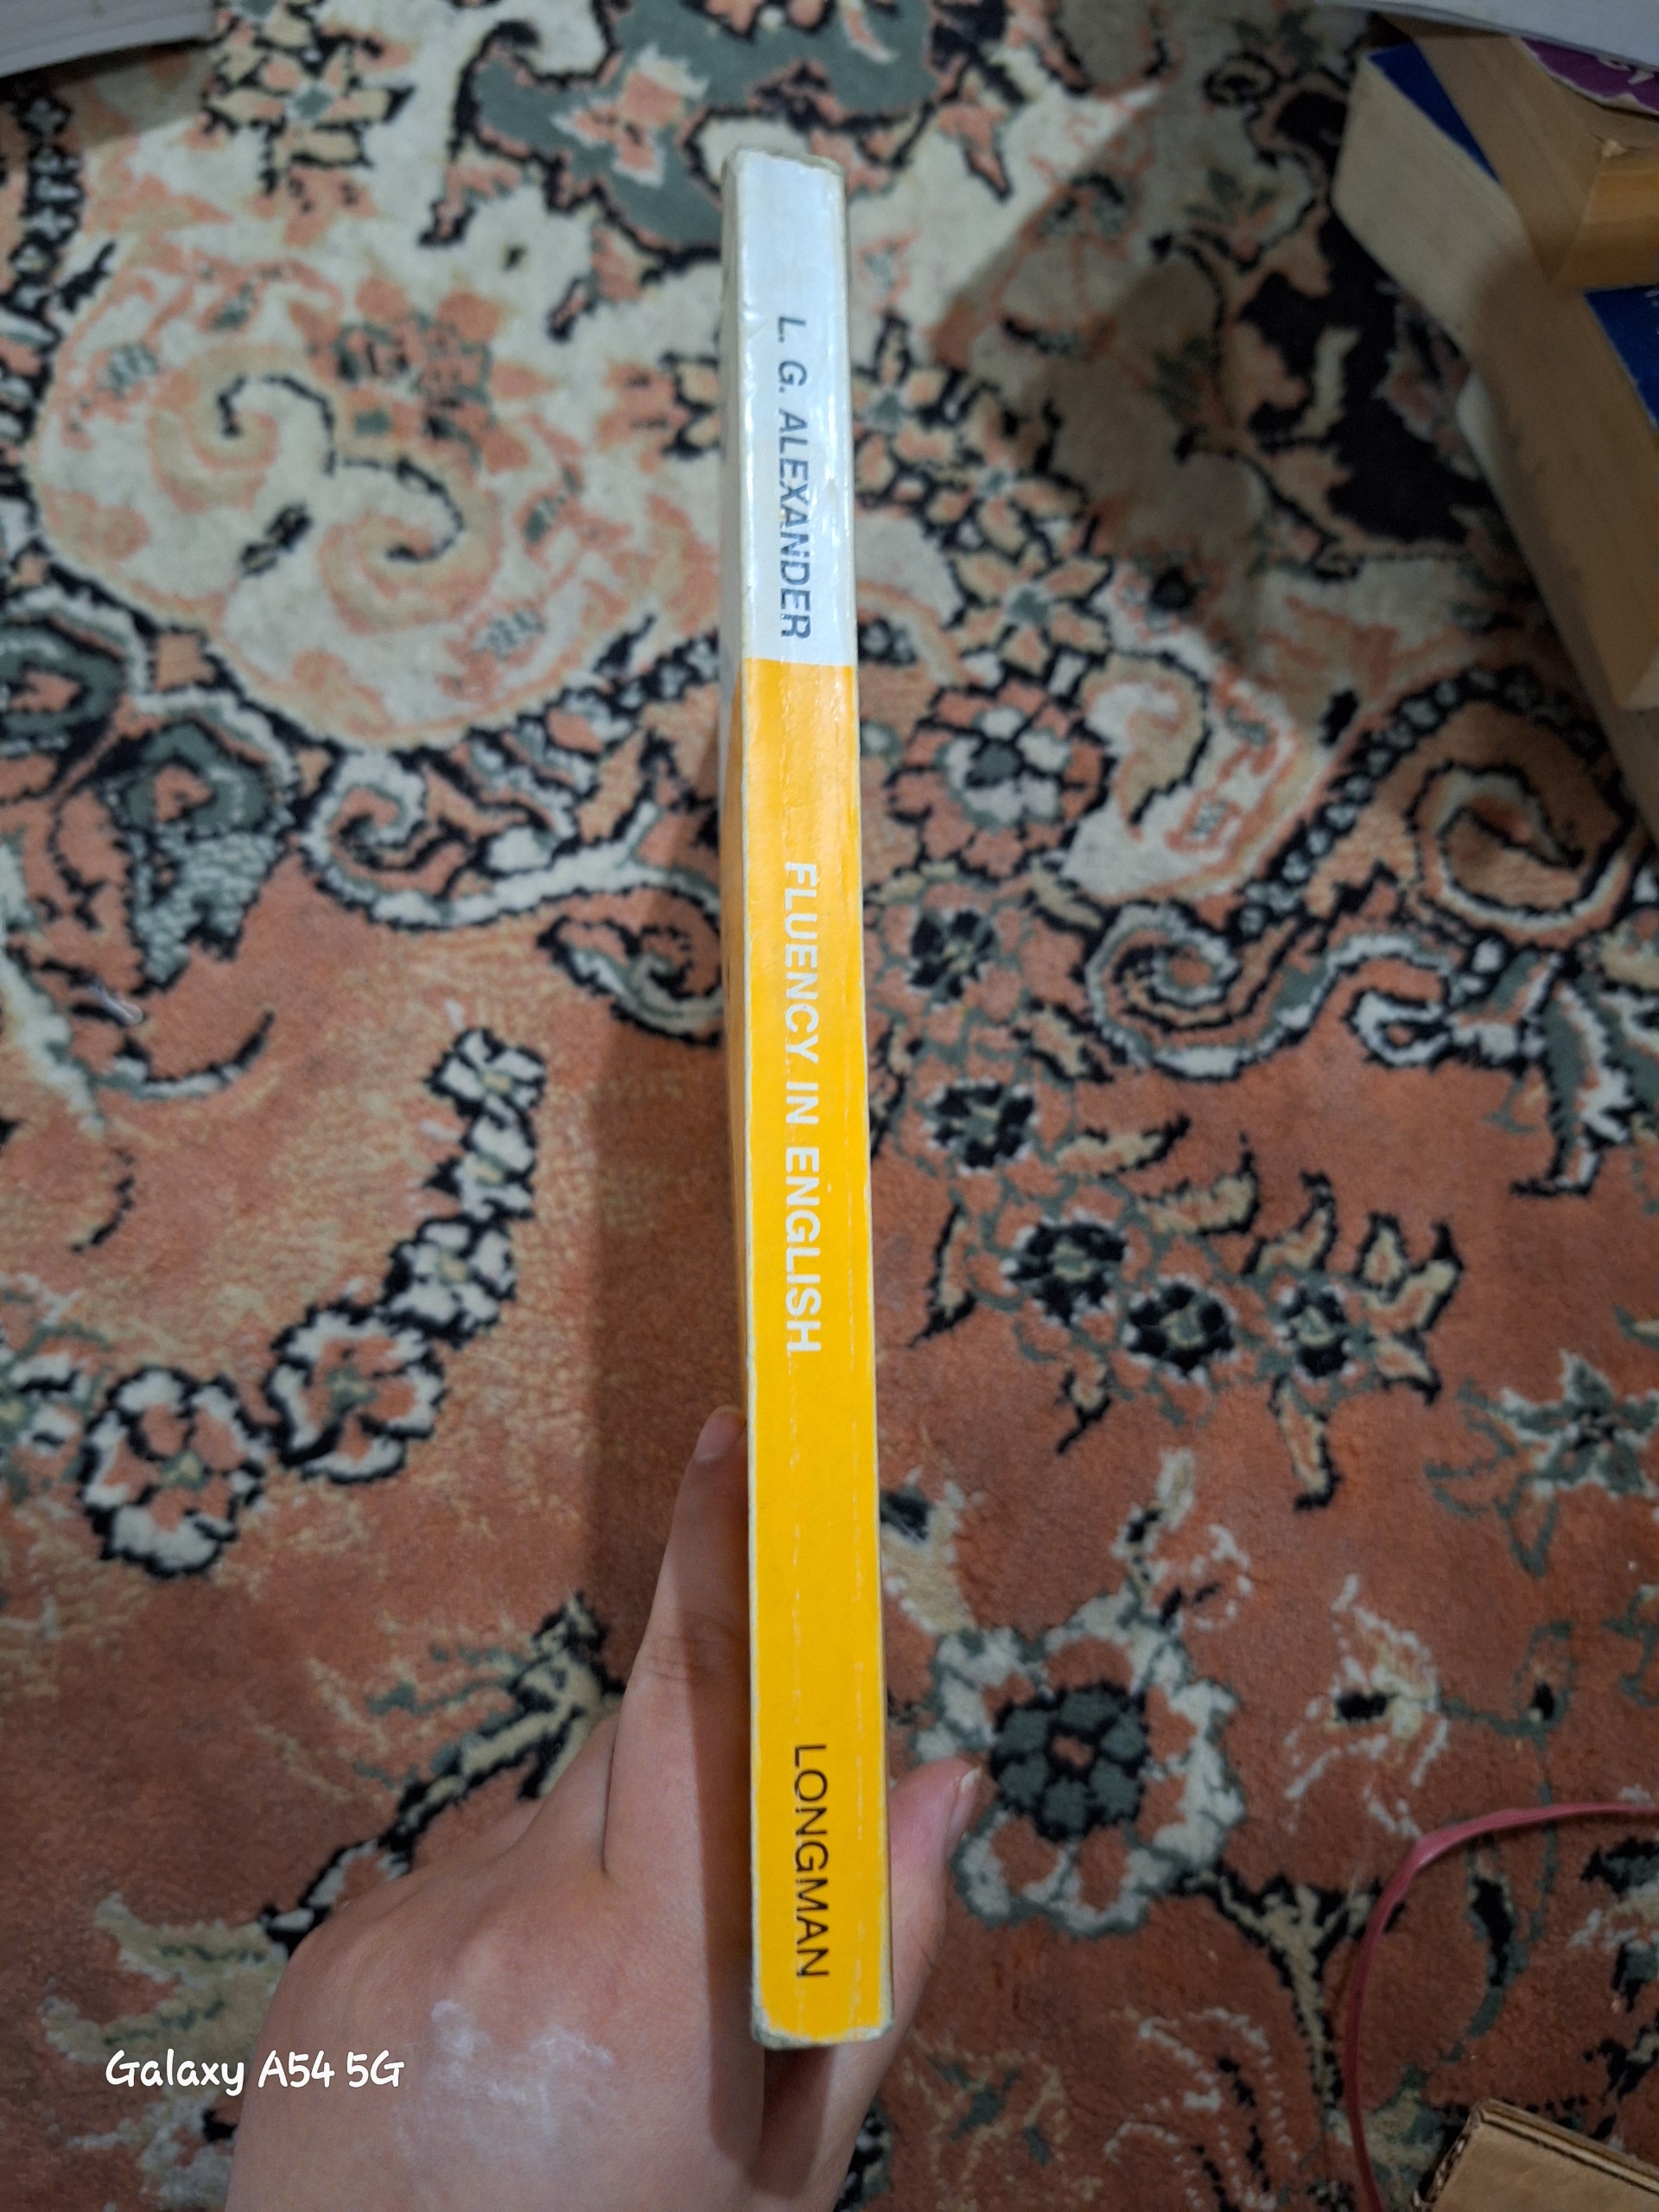 L. G. ALEXANDER
FLUENCY IN ENGLISH
LONGMAN
Galaxy A54 5G